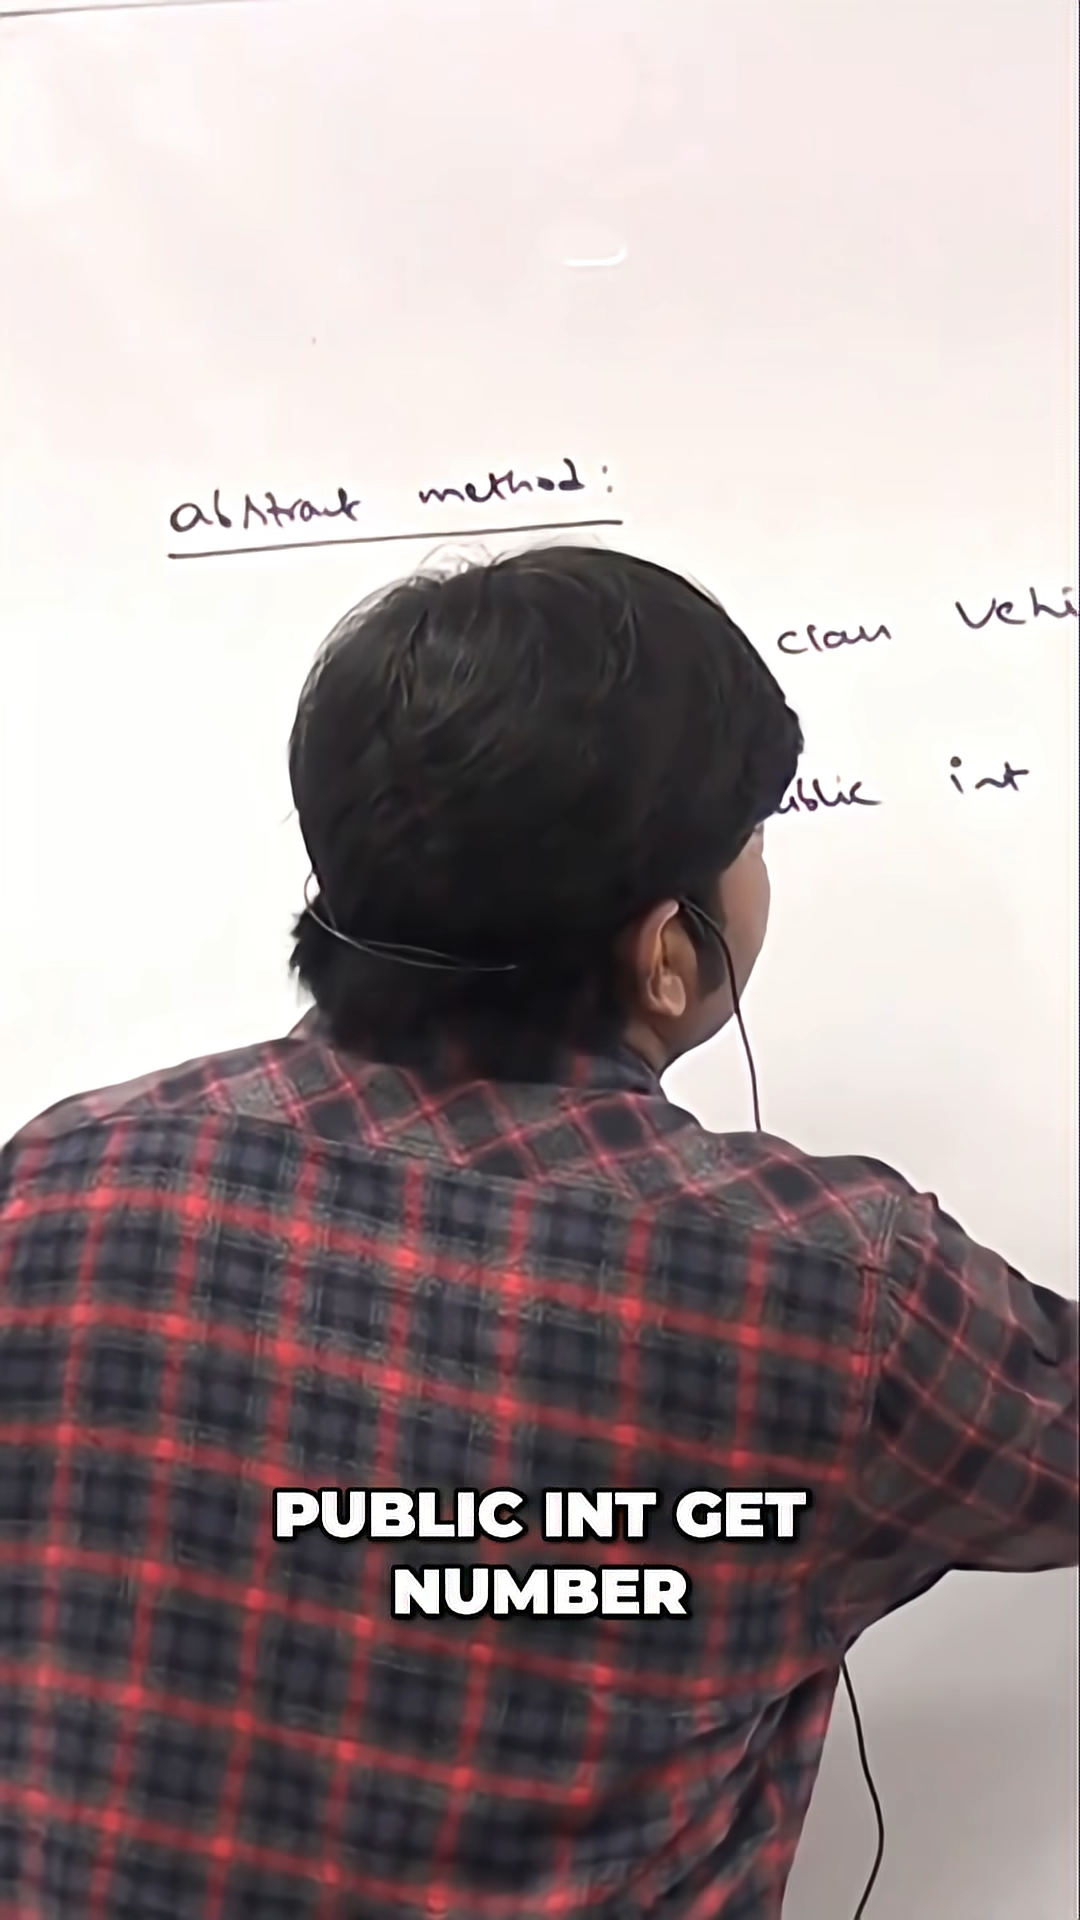 abstract method:
class Vehi
ublic int
PUBLIC INT GET
NUMBER